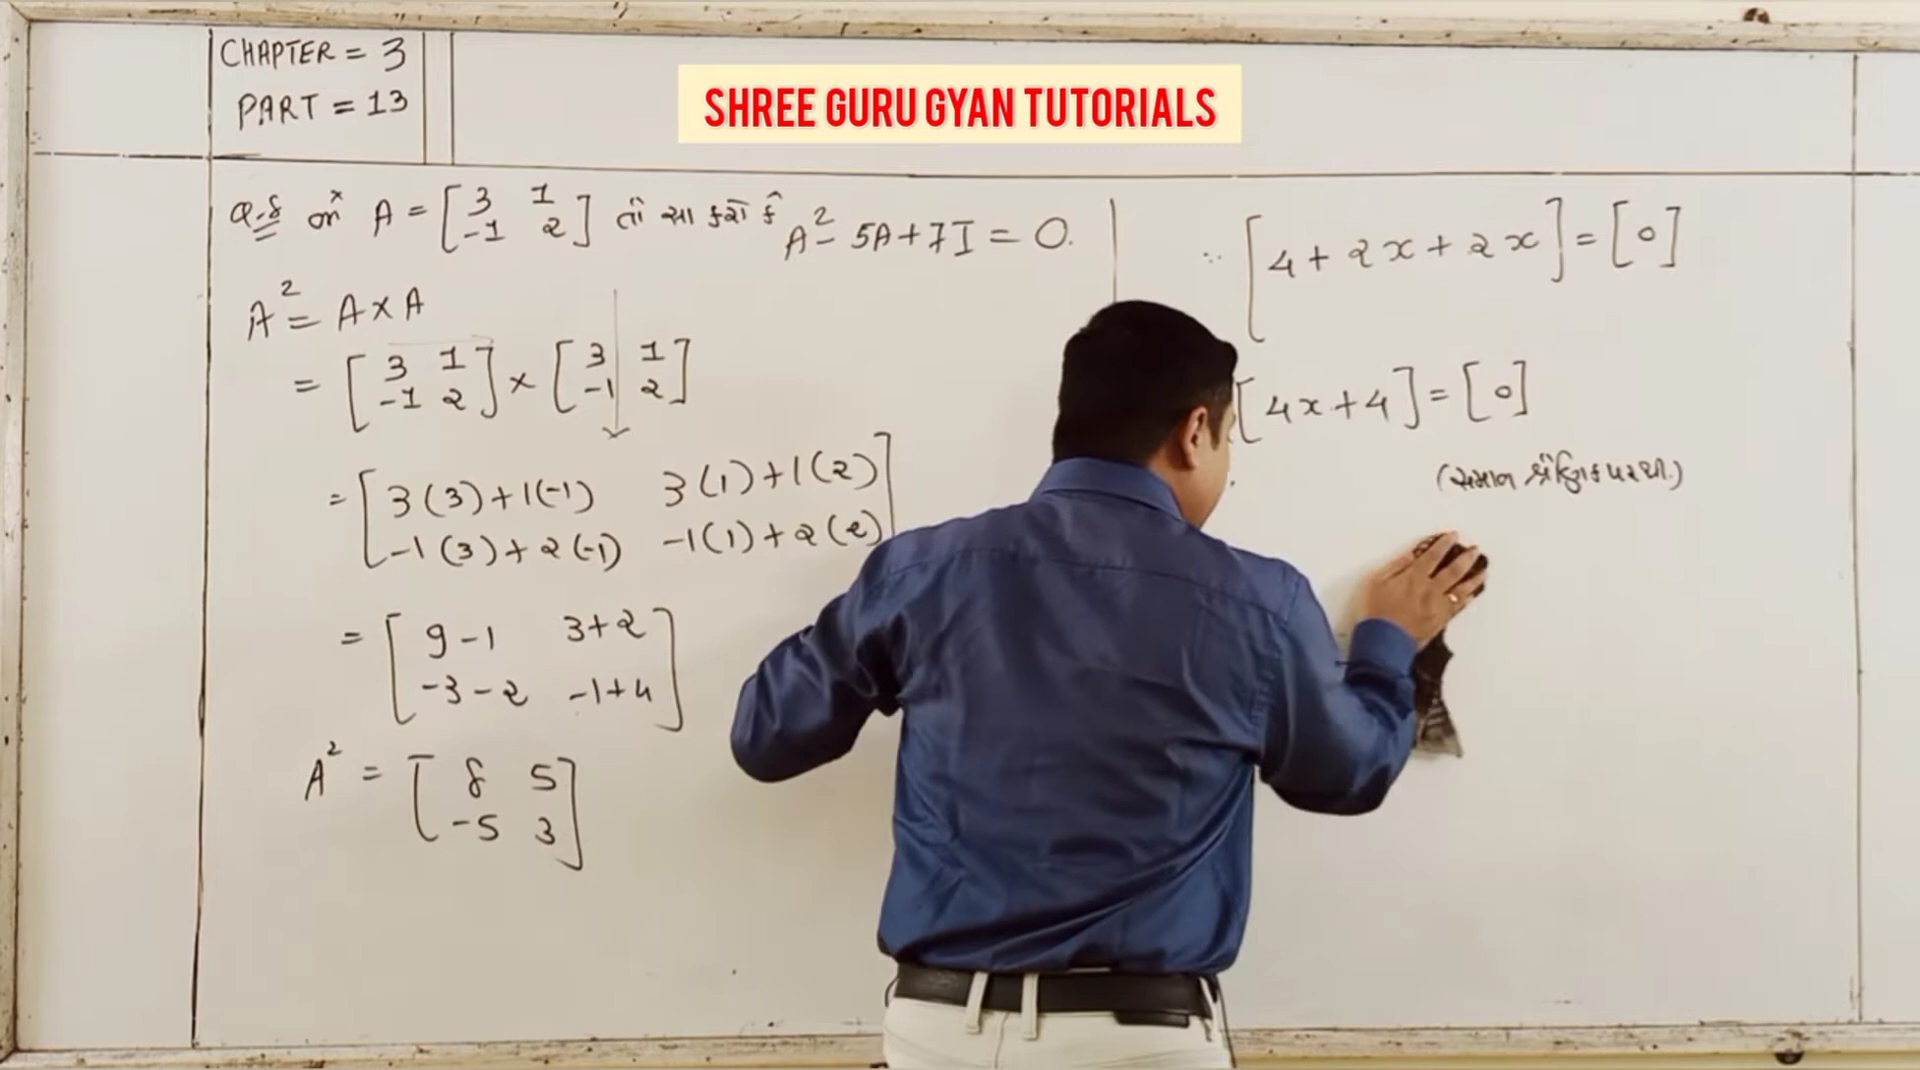 CHAPTER = 3
PART = 13
SHREE GURU GYAN TUTORIALS
Q.8 જો A = [3 1 તો સા કરો કે A² - 5A + 7I = 0.
-1 2]
A² = A × A
= [3 1 × [3 1
-1 2] -1 2]
= [3(3)+1(-1) 3(1)+1(2)
-1(3)+2(-1) -1(1)+2(2)]
= [9-1 3+2
-3-2 -1+4]
A² = [8 5
-5 3]
∴ [4+2x+2x] = [0]
[4x+4] = [0]
(સમાન શ્રેણિક પરથી.)